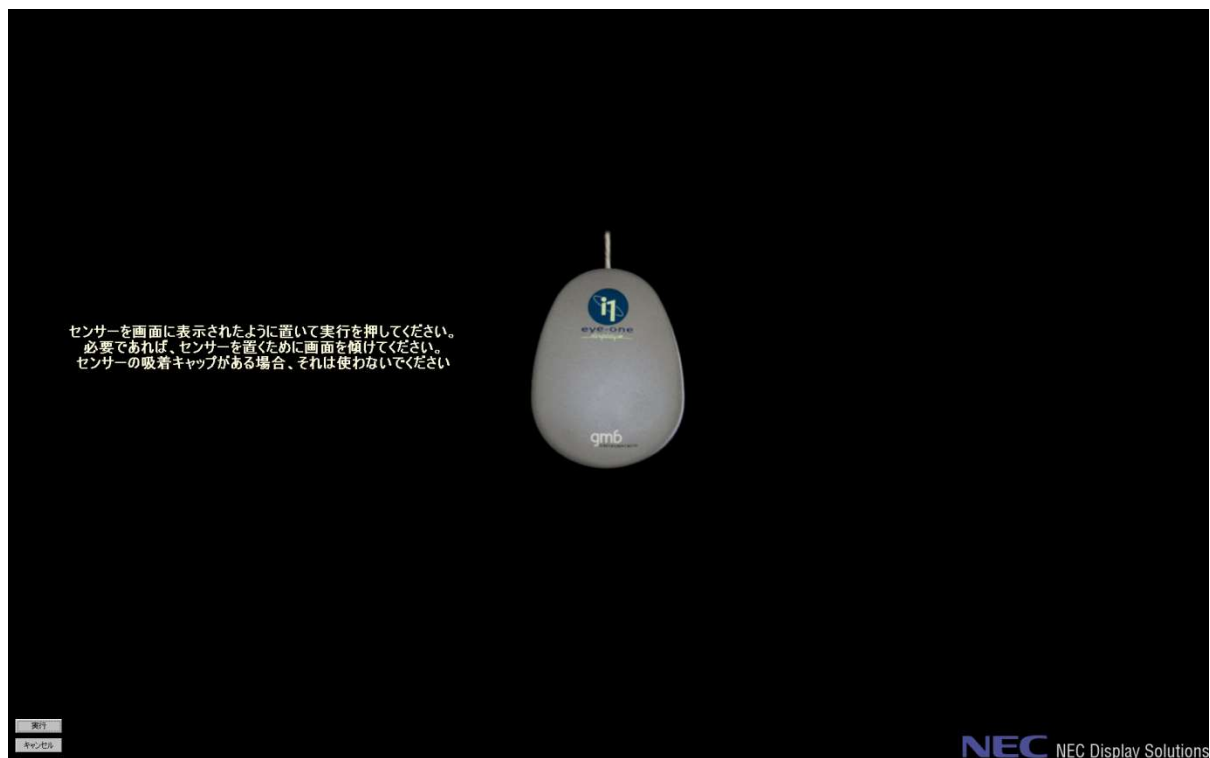 センサーを画面に表示されたように置いて実行を押してください。
必要であれば、センサーを置くために画面を傾けてください。
センサーの吸着キャップがある場合、それは使わないでください
i1
eye-one
gmb
実行
キャンセル
NEC NEC Display Solutions